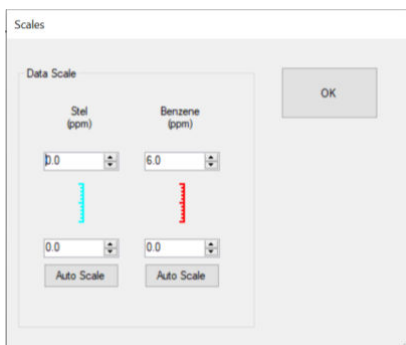 Scales
Data Scale
Stel Benzene
(ppm) (ppm)
OK
0.0 6.0
0.0 0.0
Auto Scale Auto Scale